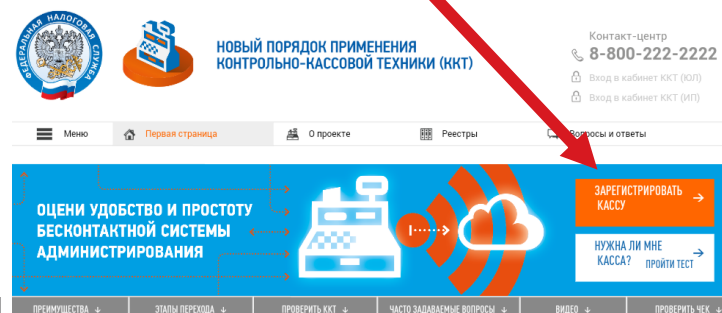 ФЕДЕРАЛЬНАЯ НАЛОГОВАЯ СЛУЖБА
НОВЫЙ ПОРЯДОК ПРИМЕНЕНИЯ
КОНТРОЛЬНО-КАССОВОЙ ТЕХНИКИ (ККТ)
Контакт-центр
8-800-222-2222
Вход в кабинет ККТ (ЮЛ)
Вход в кабинет ККТ (ИП)
Меню
Первая страница
О проекте
Реестры
Вопросы и ответы
ОЦЕНИ УДОБСТВО И ПРОСТОТУ
БЕСКОНТАКТНОЙ СИСТЕМЫ
АДМИНИСТРИРОВАНИЯ
ЗАРЕГИСТРИРОВАТЬ
КАССУ
НУЖНА ЛИ МНЕ
КАССА? ПРОЙТИ ТЕСТ
ПРЕИМУЩЕСТВА
ЭТАПЫ ПЕРЕХОДА
ПРОВЕРИТЬ ККТ
ЧАСТО ЗАДАВАЕМЫЕ ВОПРОСЫ
ВИДЕО
ПРОВЕРИТЬ ЧЕК